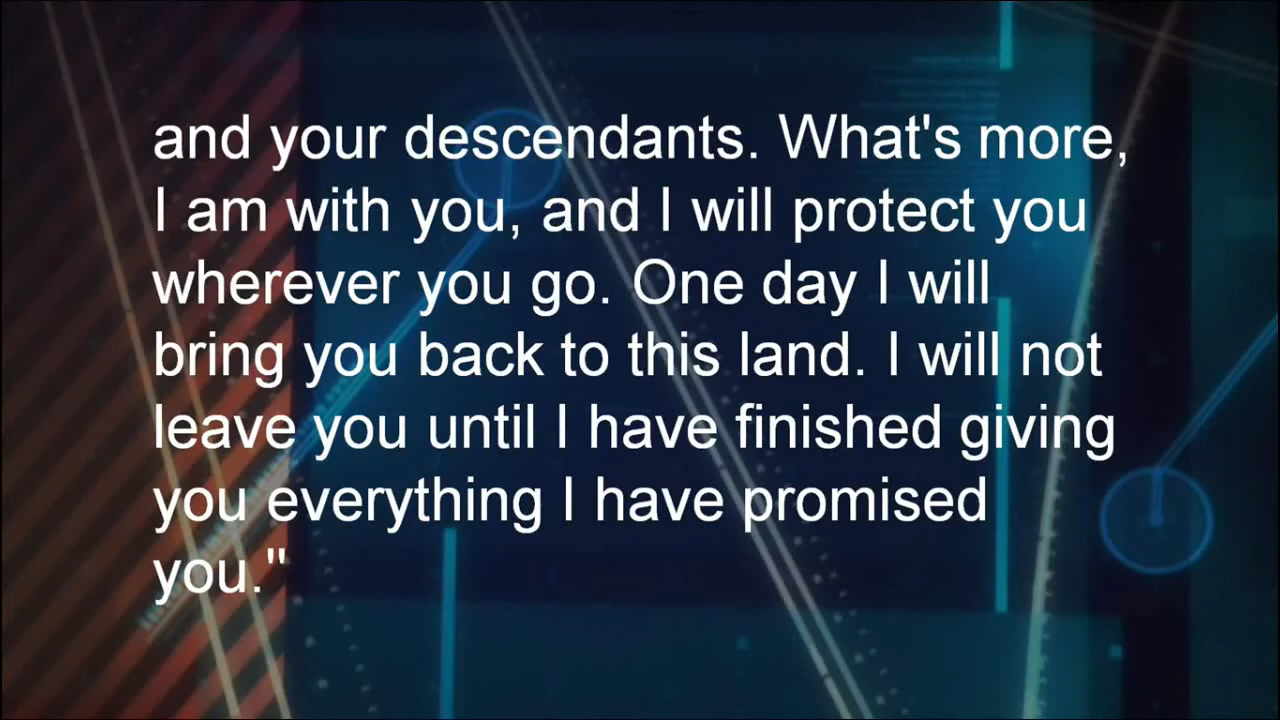 and your descendants. What's more,
I am with you, and I will protect you
wherever you go. One day I will
bring you back to this land. I will not
leave you until I have finished giving
you everything I have promised
you."